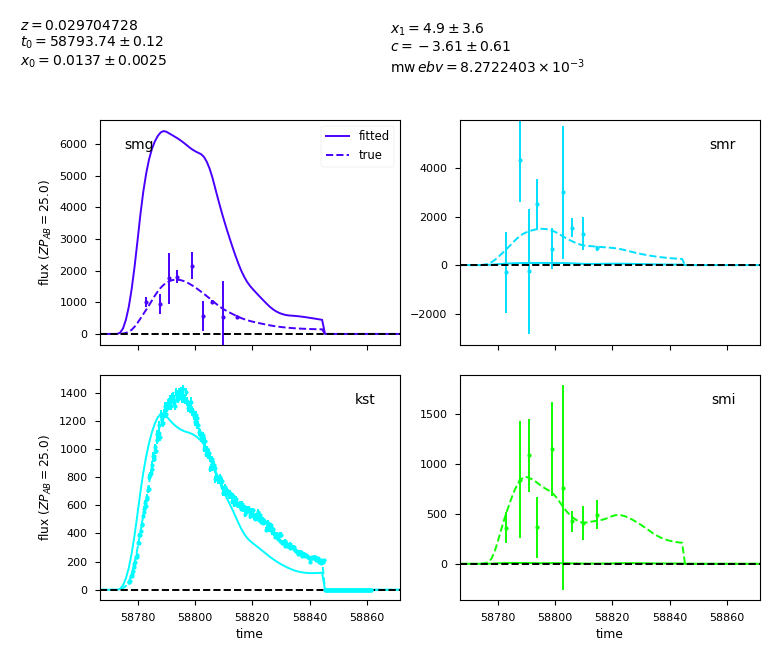 z = 0.029704728
t₀ = 58793.74 ± 0.12
x₀ = 0.0137 ± 0.0025
x₁ = 4.9 ± 3.6
c = −3.61 ± 0.61
mw ebv = 8.2722403 × 10⁻³
smg
fitted
true
flux (ZP_AB = 25.0)
6000
5000
4000
3000
2000
1000
0
smr
4000
2000
0
−2000
kst
flux (ZP_AB = 25.0)
1400
1200
1000
800
600
400
200
0
58780 58800 58820 58840 58860
time
smi
1500
1000
500
0
58780 58800 58820 58840 58860
time